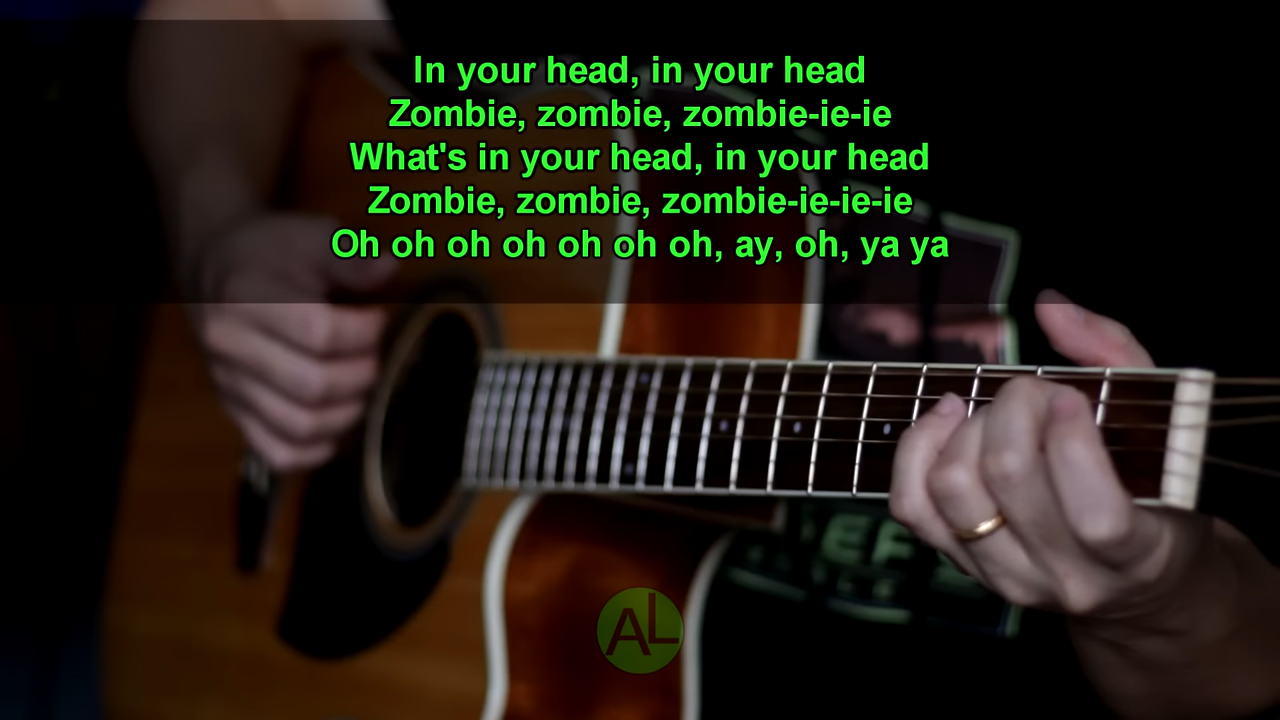 In your head, in your head
Zombie, zombie, zombie-ie-ie
What's in your head, in your head
Zombie, zombie, zombie-ie-ie-ie
Oh oh oh oh oh oh oh, ay, oh, ya ya
AL